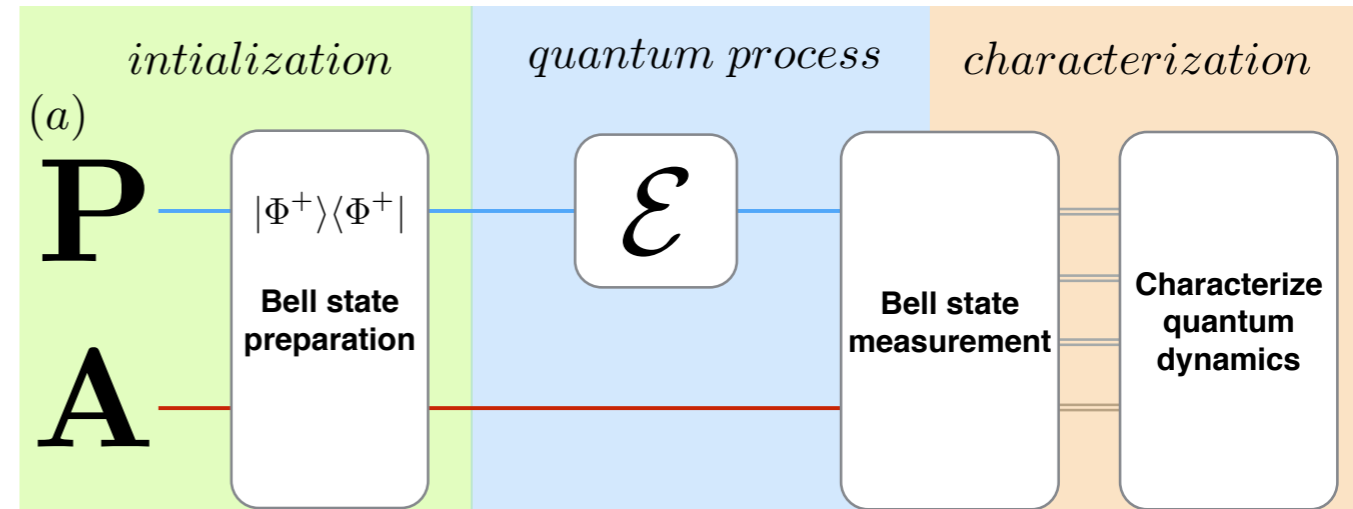 intialization
quantum process
characterization
(a)
P
|Φ⁺⟩⟨Φ⁺|
Bell state
preparation
ℰ
A
Bell state
measurement
Characterize
quantum
dynamics